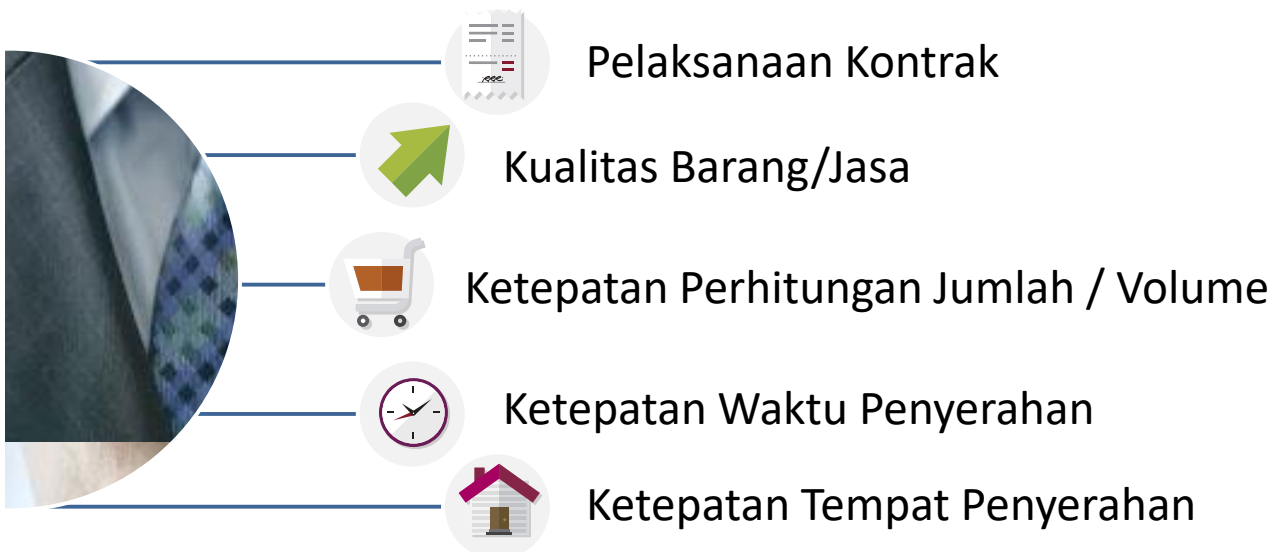 Pelaksanaan Kontrak
Kualitas Barang/Jasa
Ketepatan Perhitungan Jumlah / Volume
Ketepatan Waktu Penyerahan
Ketepatan Tempat Penyerahan